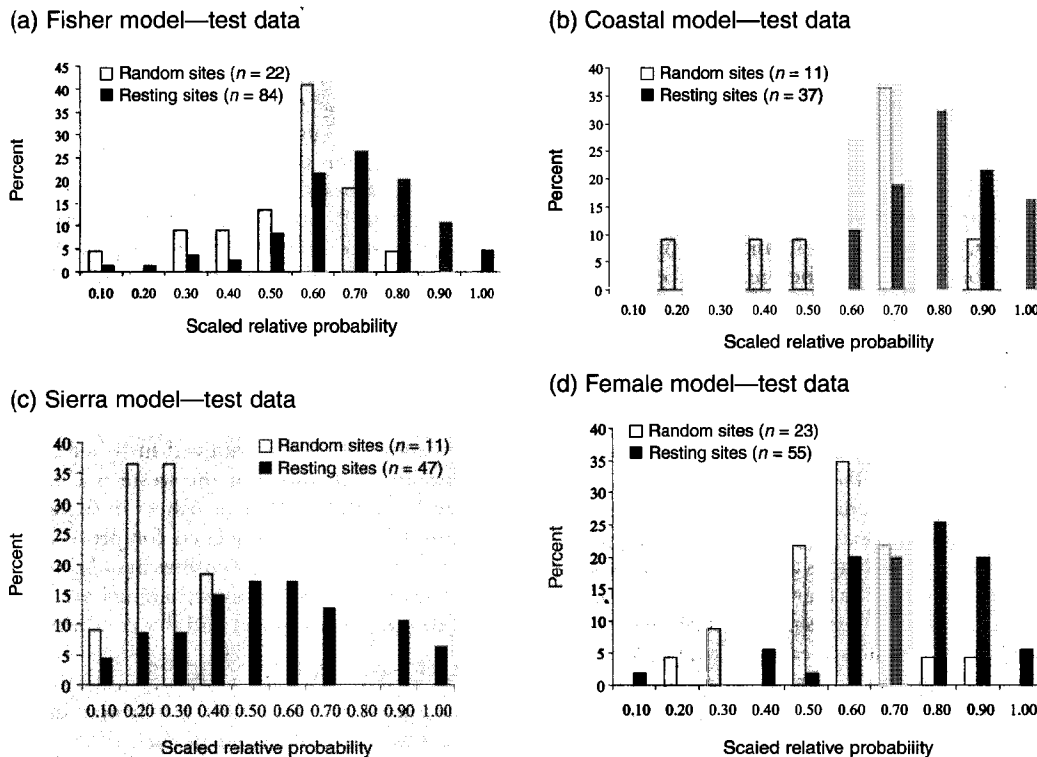 (a) Fisher model—test data
45
40
35
30
25
20
15
10
5
0
Percent
Random sites (n = 22)
Resting sites (n = 84)
0.10 0.20 0.30 0.40 0.50 0.60 0.70 0.80 0.90 1.00
Scaled relative probability
(b) Coastal model—test data
40
35
30
25
20
15
10
5
0
Percent
Random sites (n = 11)
Resting sites (n = 37)
0.10 0.20 0.30 0.40 0.50 0.60 0.70 0.80 0.90 1.00
Scaled relative probability
(c) Sierra model—test data
40
35
30
25
20
15
10
5
0
Percent
Random sites (n = 11)
Resting sites (n = 47)
0.10 0.20 0.30 0.40 0.50 0.60 0.70 0.80 0.90 1.00
Scaled relative probability
(d) Female model—test data
40
35
30
25
20
15
10
5
0
Percent
Random sites (n = 23)
Resting sites (n = 55)
0.10 0.20 0.30 0.40 0.50 0.60 0.70 0.80 0.90 1.00
Scaled relative probability